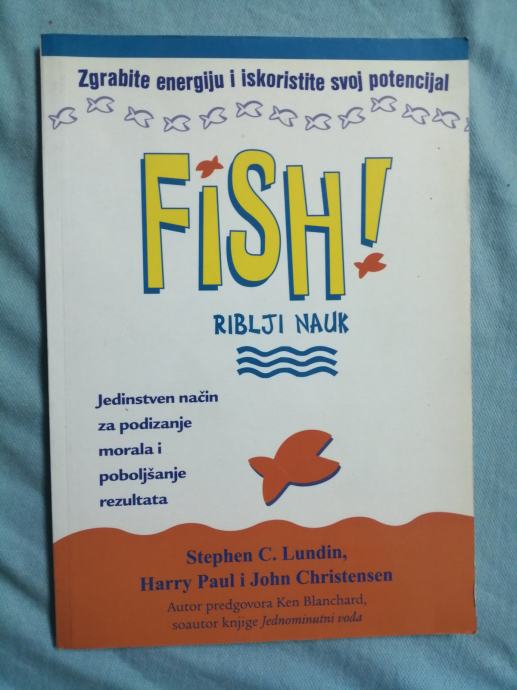 Zgrabite energiju i iskoristite svoj potencijal
FiSH!
RIBLJI NAUK
Jedinstven način
za podizanje
morala i
poboljšanje
rezultata
Stephen C. Lundin,
Harry Paul i John Christensen
Autor predgovora Ken Blanchard,
soautor knjige Jednominutni vođa